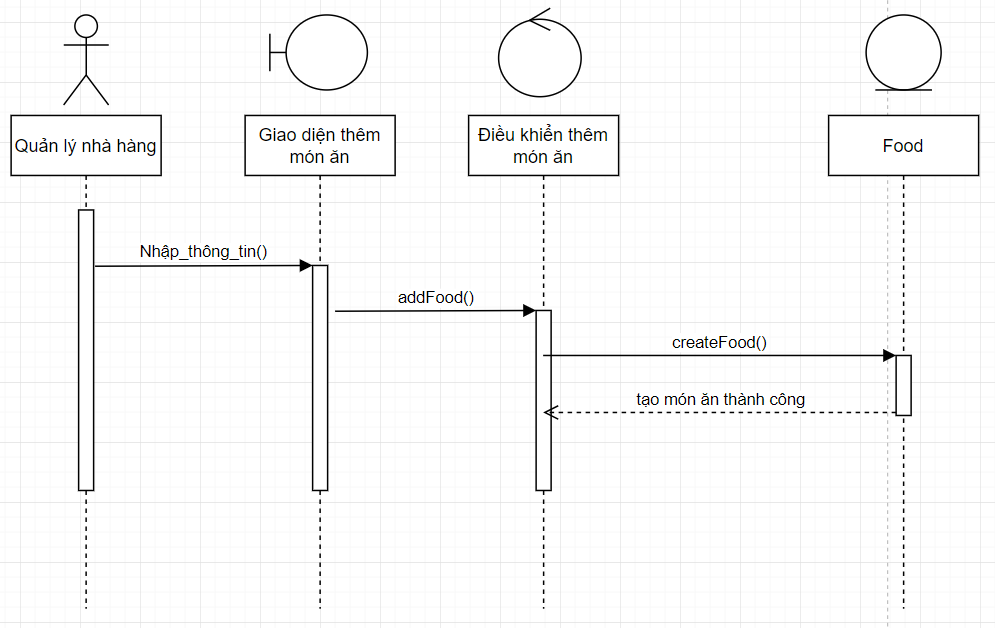 Quản lý nhà hàng
Giao diện thêm
món ăn
Điều khiển thêm
món ăn
Food
Nhập_thông_tin()
addFood()
createFood()
tạo món ăn thành công